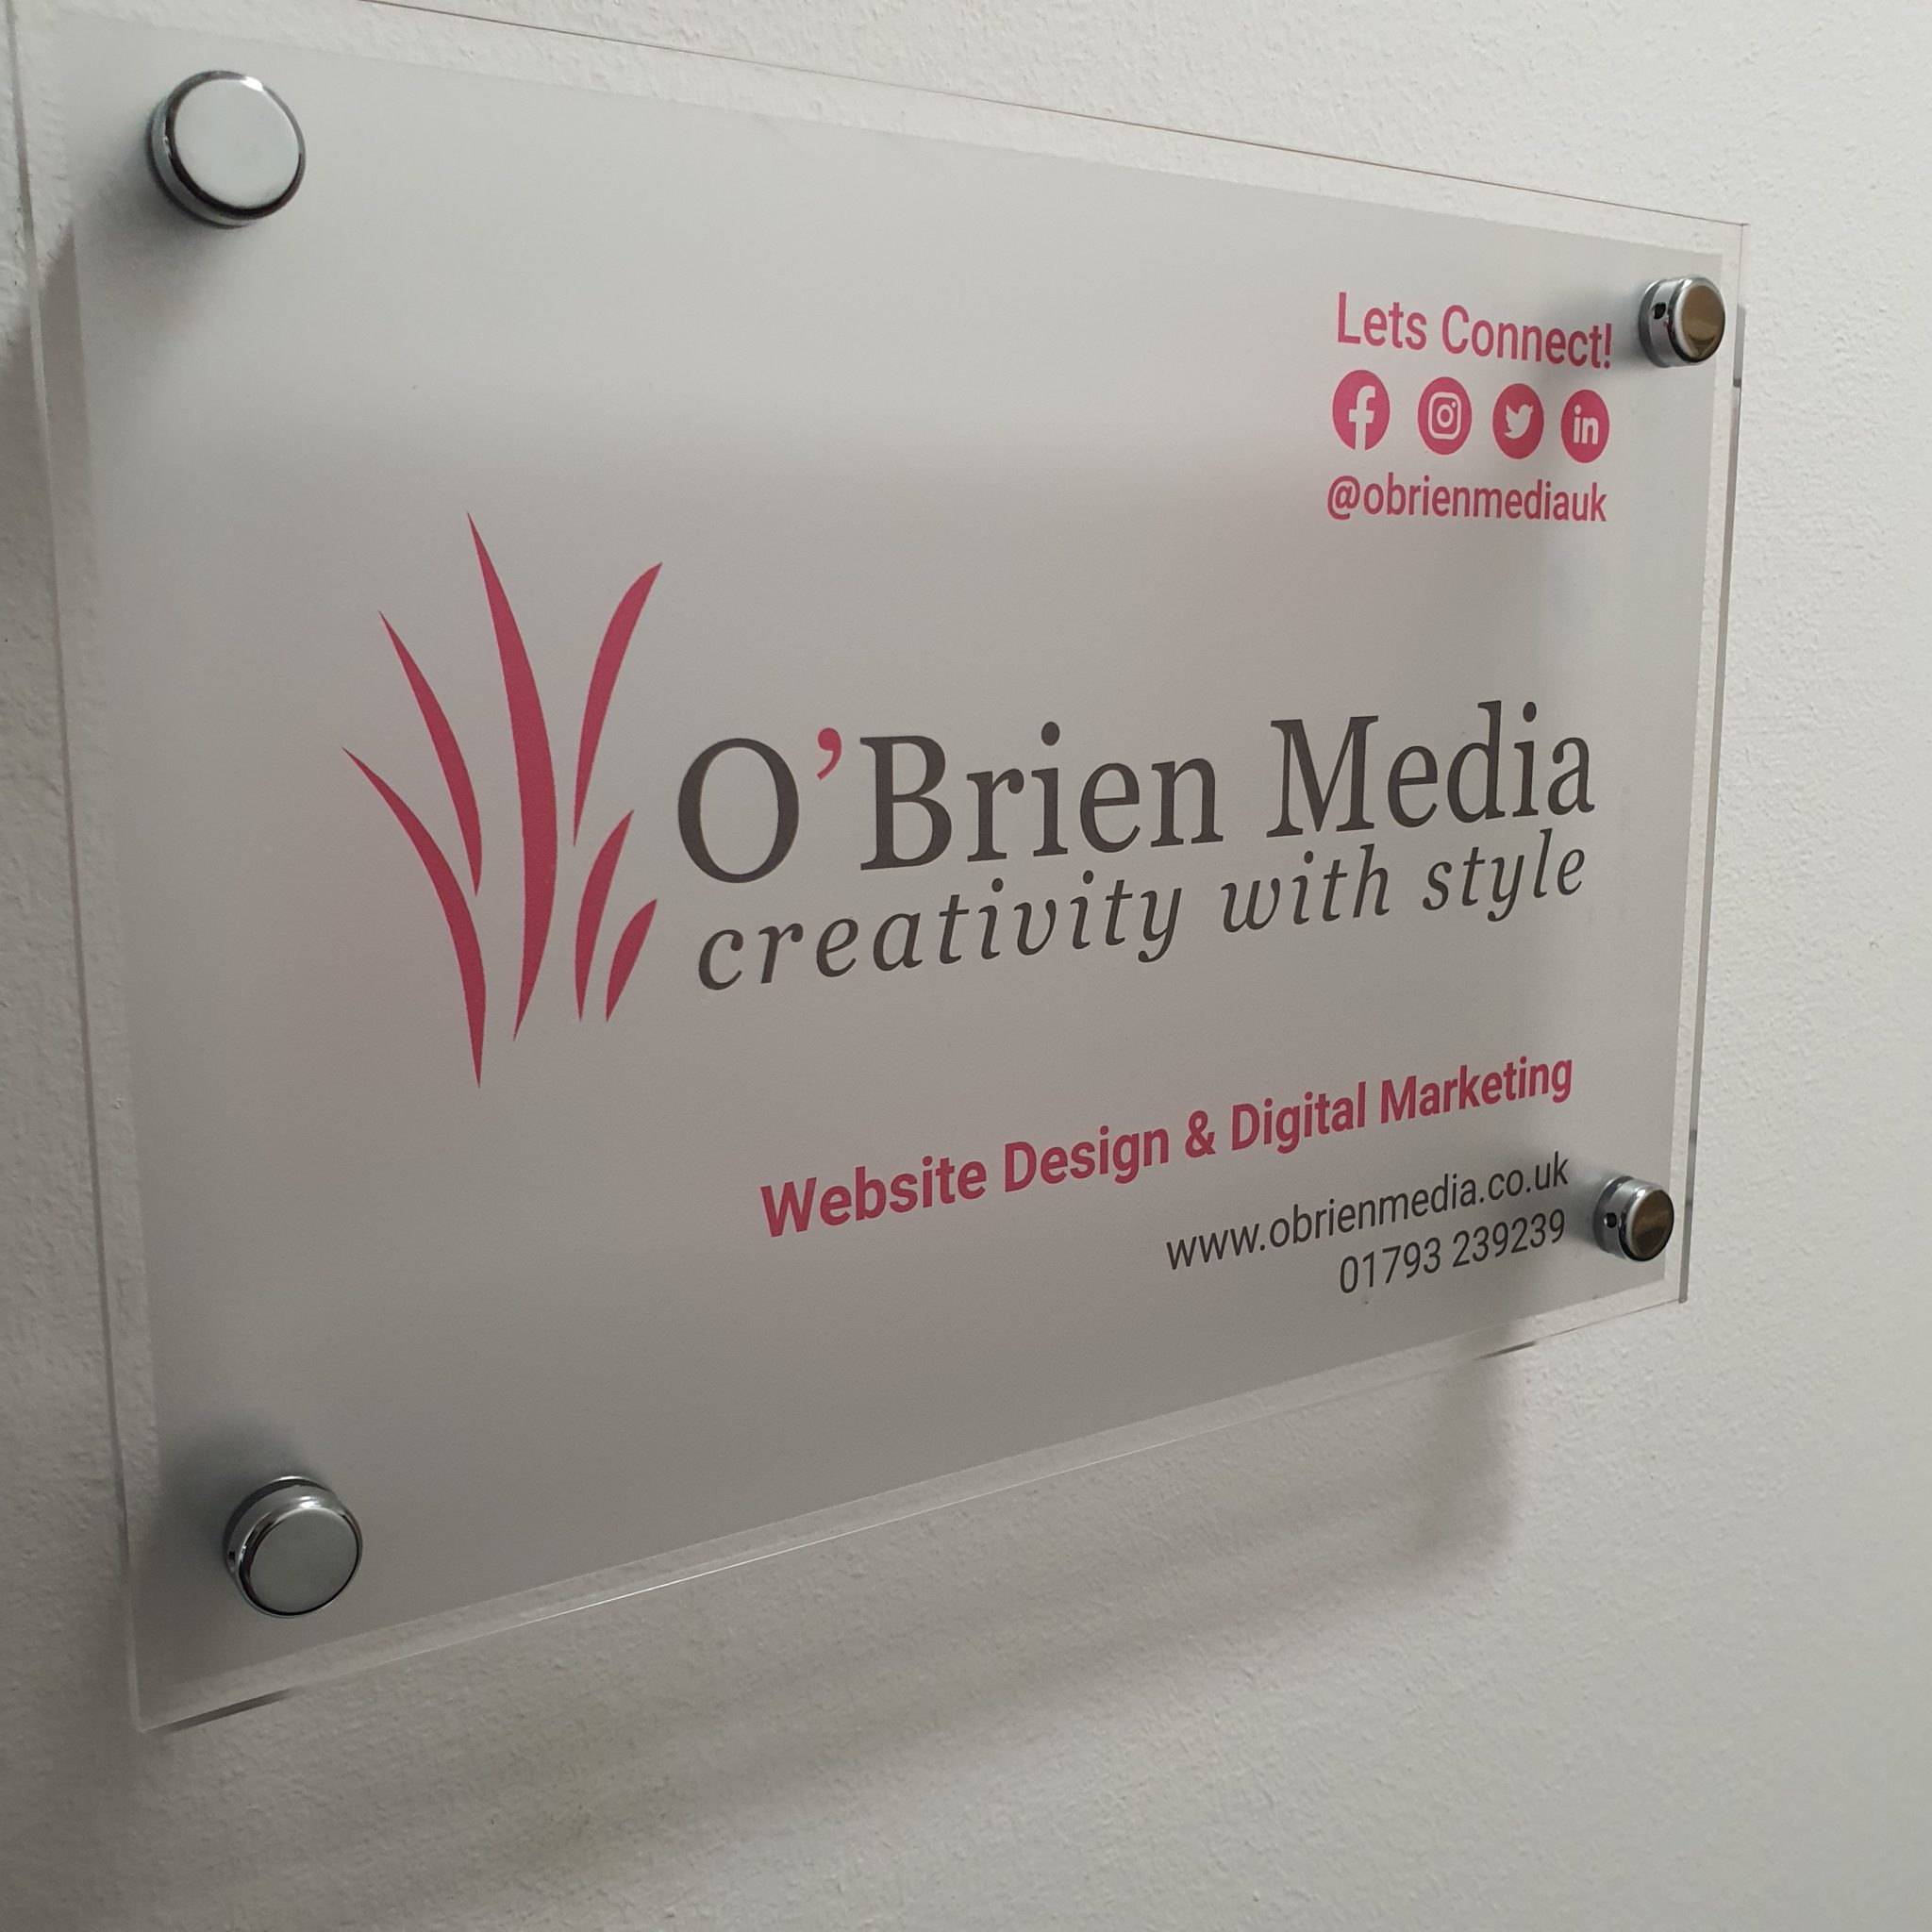 Lets Connect!
@obrienmediauk
O’Brien Media
creativity with style
Website Design & Digital Marketing
www.obrienmedia.co.uk
01793 239239